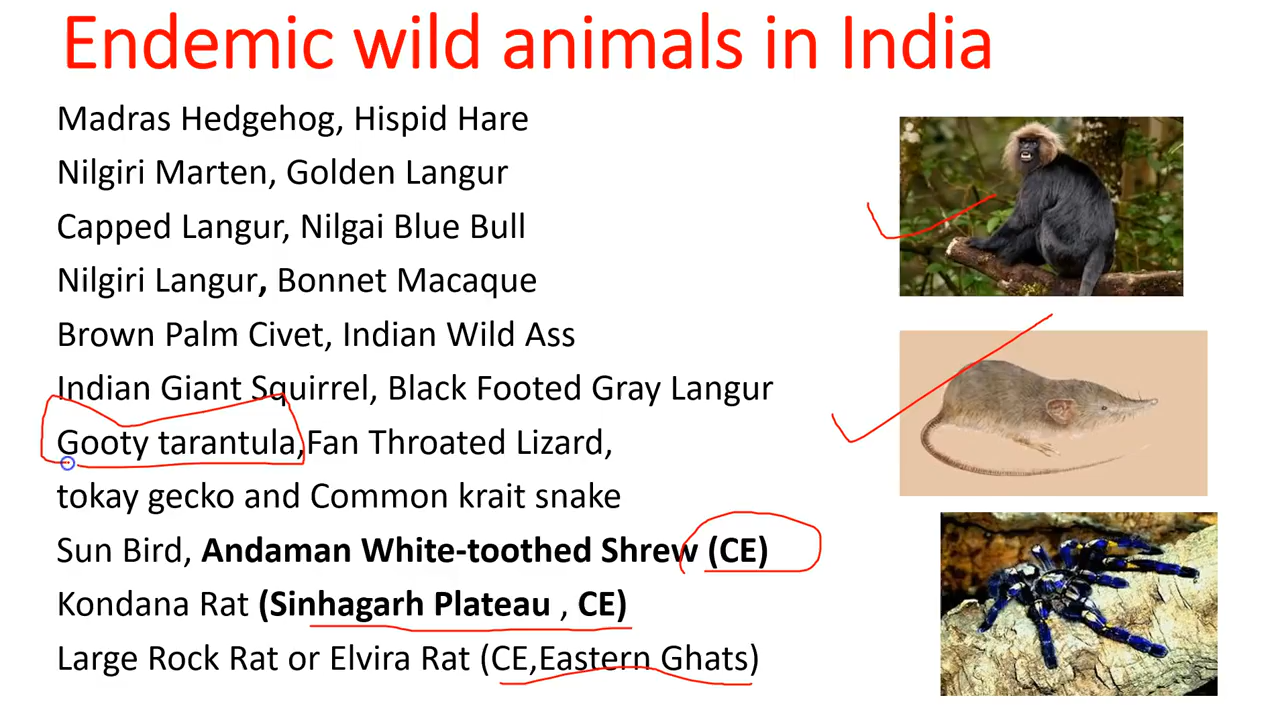 Endemic wild animals in India
Madras Hedgehog, Hispid Hare
Nilgiri Marten, Golden Langur
Capped Langur, Nilgai Blue Bull
Nilgiri Langur, Bonnet Macaque
Brown Palm Civet, Indian Wild Ass
Indian Giant Squirrel, Black Footed Gray Langur
Gooty tarantula,Fan Throated Lizard,
tokay gecko and Common krait snake
Sun Bird, Andaman White-toothed Shrew (CE)
Kondana Rat (Sinhagarh Plateau , CE)
Large Rock Rat or Elvira Rat (CE,Eastern Ghats)